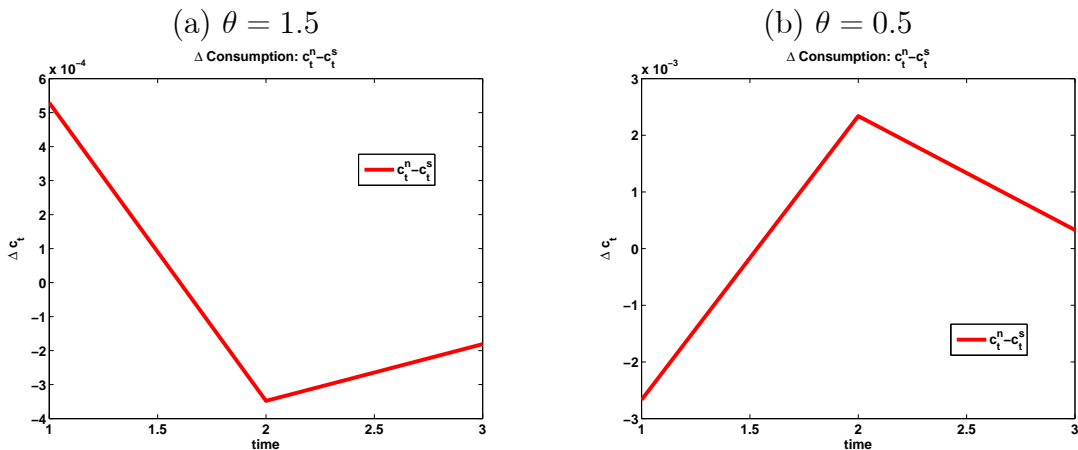 (a) θ = 1.5
Δ Consumption: c_t^n−c_t^s
x 10^−4
6
5
4
3
2
1
0
−1
−2
−3
−4
Δ c_t
c_t^n−c_t^s
1 1.5 2 2.5 3
time
(b) θ = 0.5
Δ Consumption: c_t^n−c_t^s
x 10^−3
3
2
1
0
−1
−2
−3
Δ c_t
c_t^n−c_t^s
1 1.5 2 2.5 3
time